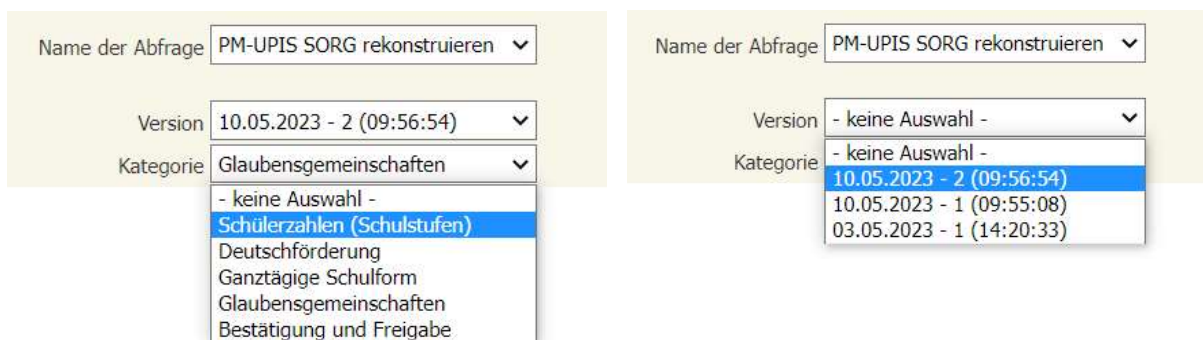 Name der Abfrage PM-UPIS SORG rekonstruieren
Version 10.05.2023 - 2 (09:56:54)
Kategorie Glaubensgemeinschaften
- keine Auswahl -
Schülerzahlen (Schulstufen)
Deutschförderung
Ganztägige Schulform
Glaubensgemeinschaften
Bestätigung und Freigabe
Name der Abfrage PM-UPIS SORG rekonstruieren
Version - keine Auswahl -
Kategorie - keine Auswahl -
10.05.2023 - 2 (09:56:54)
10.05.2023 - 1 (09:55:08)
03.05.2023 - 1 (14:20:33)